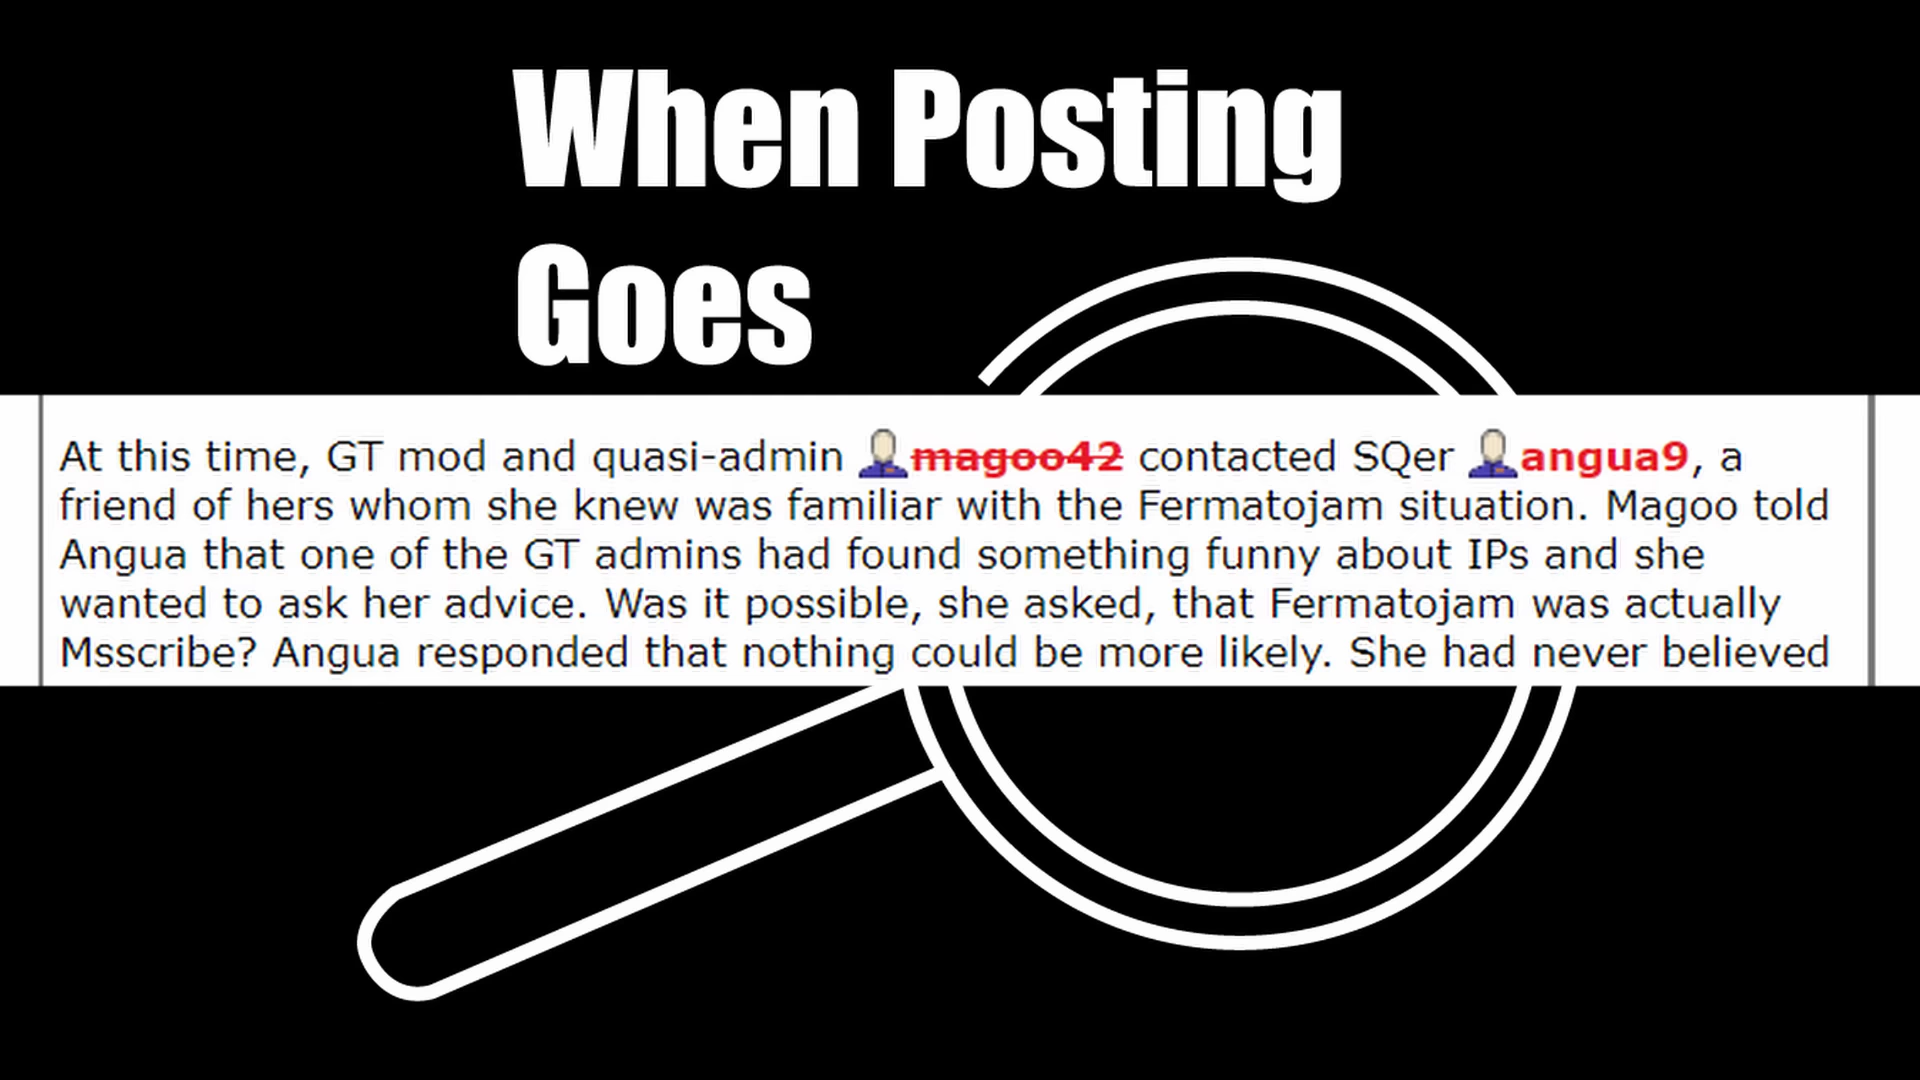 When Posting
Goes
At this time, GT mod and quasi-admin magoo42 contacted SQer angua9, a
friend of hers whom she knew was familiar with the Fermatojam situation. Magoo told
Angua that one of the GT admins had found something funny about IPs and she
wanted to ask her advice. Was it possible, she asked, that Fermatojam was actually
Msscribe? Angua responded that nothing could be more likely. She had never believed